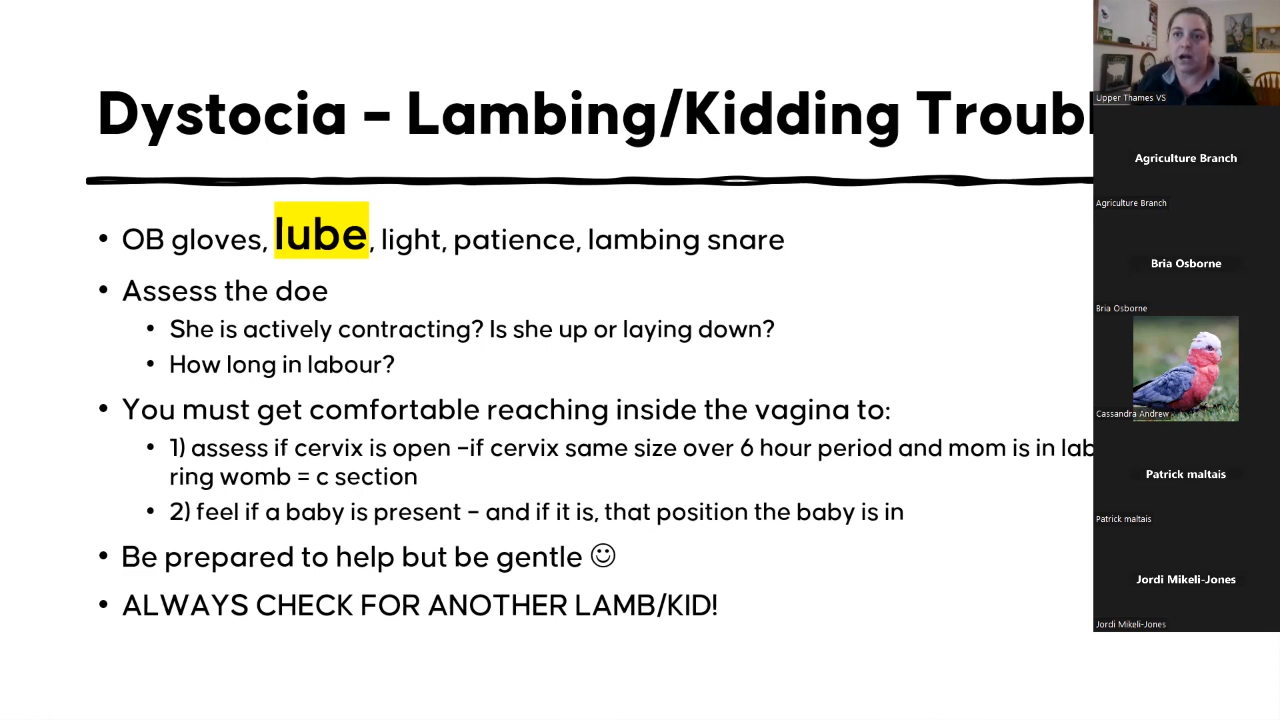 Dystocia – Lambing/Kidding
• OB gloves, lube, light, patience, lambing snare
• Assess the doe
• She is actively contracting? Is she up or laying down?
• How long in labour?
• You must get comfortable reaching inside the vagina to:
• 1) assess if cervix is open –if cervix same size over 6 hour period and mom is in
ring womb = c section
• 2) feel if a baby is present – and if it is, that position the baby is in
• Be prepared to help but be gentle ☺
• ALWAYS CHECK FOR ANOTHER LAMB/KID!
Upper Thames VS
Agriculture Branch
Agriculture Branch
Bria Osborne
Bria Osborne
Cassandra Andrew
Patrick maltais
Patrick maltais
Jordi Mikeli-Jones
Jordi Mikeli-Jones